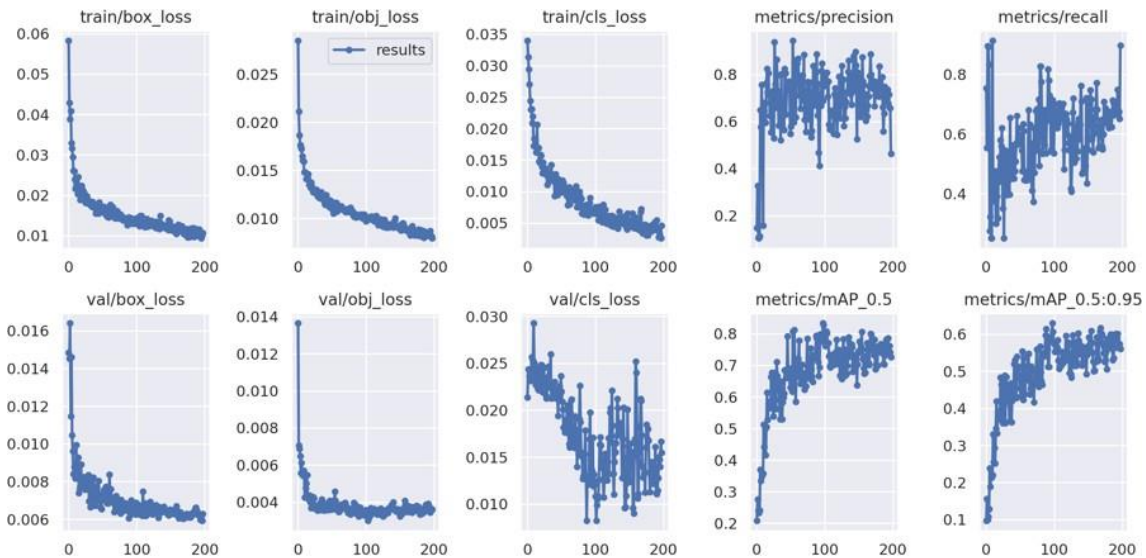 train/box_loss
train/obj_loss
train/cls_loss
metrics/precision
metrics/recall
0.06
0.05
0.04
0.03
0.02
0.01
0 100 200
results
0.025
0.020
0.015
0.010
0 100 200
0.035
0.030
0.025
0.020
0.015
0.010
0.005
0 100 200
0.8
0.6
0.4
0.2
0 100 200
0.8
0.6
0.4
0 100 200
val/box_loss
val/obj_loss
val/cls_loss
metrics/mAP_0.5
metrics/mAP_0.5:0.95
0.016
0.014
0.012
0.010
0.008
0.006
0 100 200
0.014
0.012
0.010
0.008
0.006
0.004
0 100 200
0.030
0.025
0.020
0.015
0.010
0 100 200
0.8
0.7
0.6
0.5
0.4
0.3
0.2
0 100 200
0.6
0.5
0.4
0.3
0.2
0.1
0 100 200